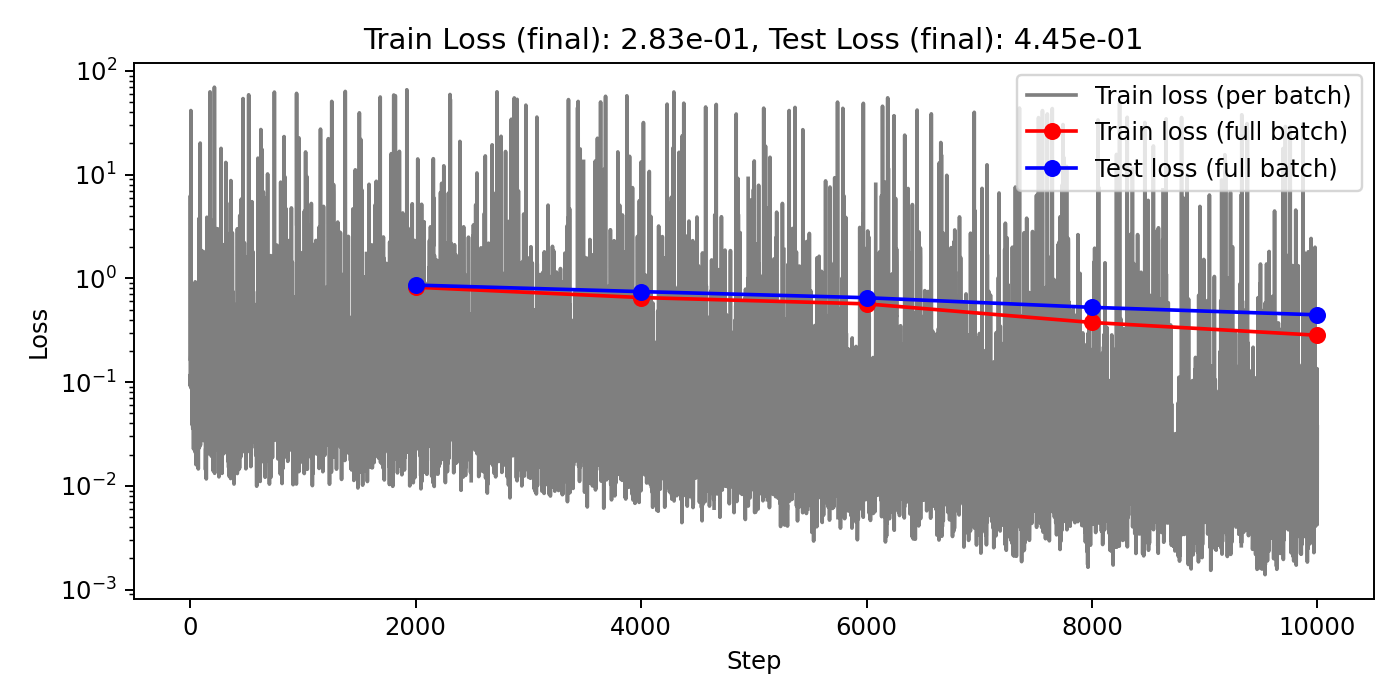 Train Loss (final): 2.83e-01, Test Loss (final): 4.45e-01
Train loss (per batch)
Train loss (full batch)
Test loss (full batch)
Loss
10²
10¹
10⁰
10⁻¹
10⁻²
10⁻³
0 2000 4000 6000 8000 10000
Step